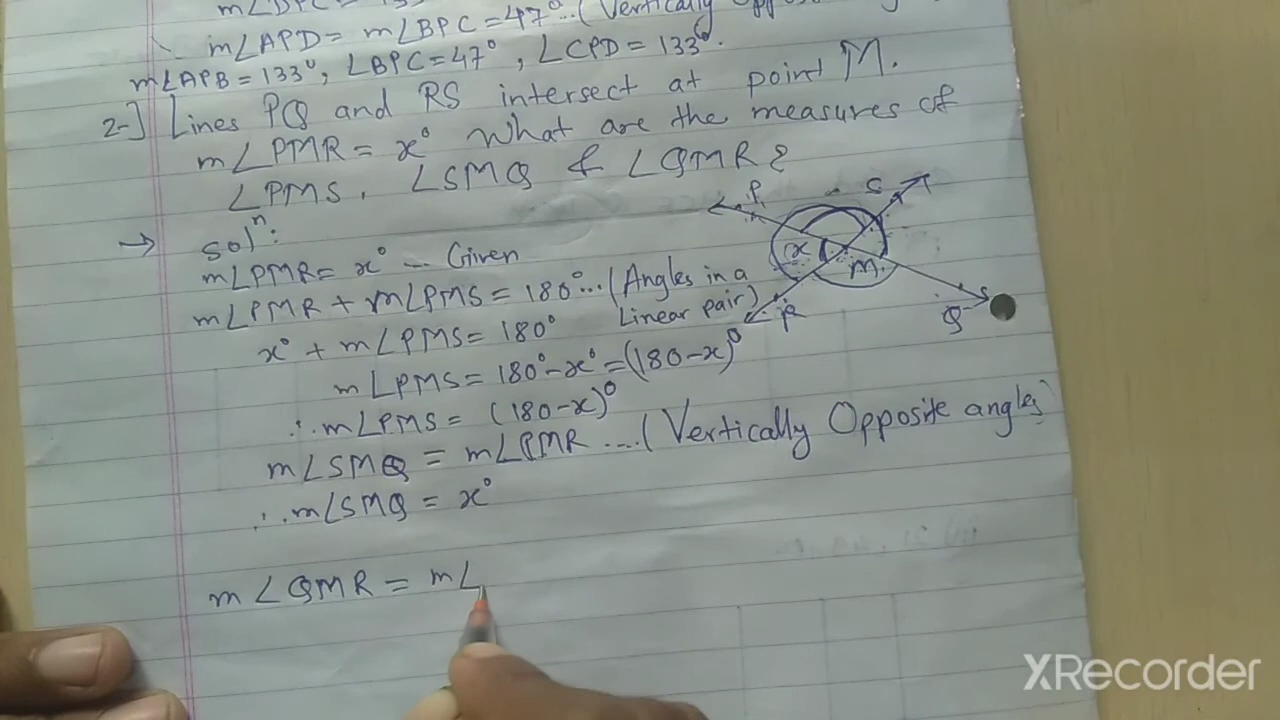 m∠APD = m∠BPC = 47° ... (Vertically
m∠APB = 133°, ∠BPC = 47°, ∠CPD = 133°.
2-] Lines PQ and RS intersect at point M.
m∠PMR = x° What are the measures of
∠PMS, ∠SMQ & ∠QMR?
→ Solⁿ:
m∠PMR = x° ... Given
m∠PMR + m∠PMS = 180° ... (Angles in a
Linear pair)
x° + m∠PMS = 180°
m∠PMS = 180° - x° = (180-x)°
∴ m∠PMS = (180-x)°
m∠SMQ = m∠PMR .... (Vertically Opposite angles)
∴ m∠SMQ = x°
m∠QMR = m∠
P
S
x
M
R
Q
XRecorder